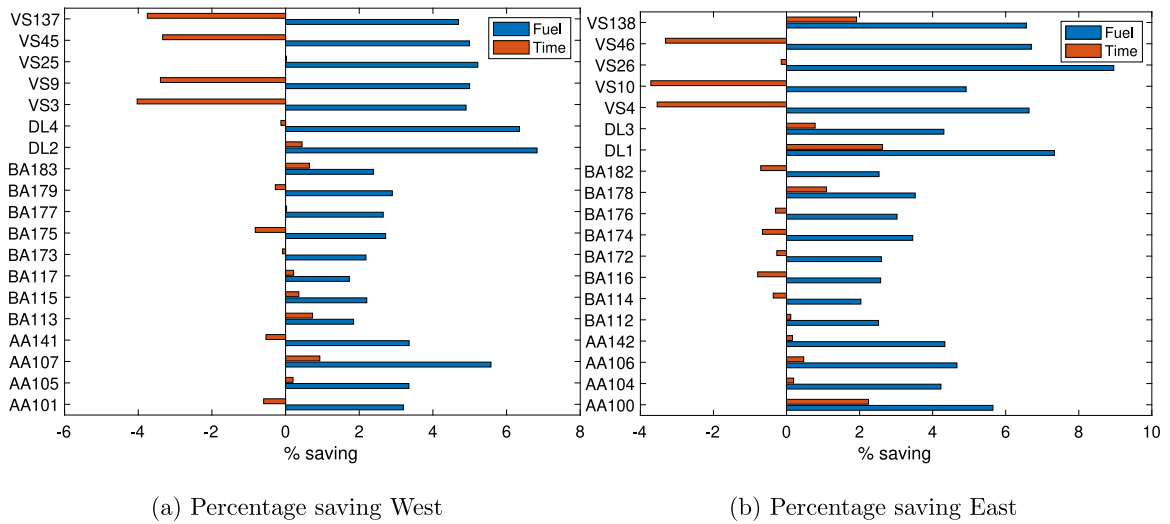 VS137
VS45
VS25
VS9
VS3
DL4
DL2
BA183
BA179
BA177
BA175
BA173
BA117
BA115
BA113
AA141
AA107
AA105
AA101
-6 -4 -2 0 2 4 6 8
% saving
Fuel
Time
(a) Percentage saving West
VS138
VS46
VS26
VS10
VS4
DL3
DL1
BA182
BA178
BA176
BA174
BA172
BA116
BA114
BA112
AA142
AA106
AA104
AA100
-4 -2 0 2 4 6 8 10
% saving
Fuel
Time
(b) Percentage saving East